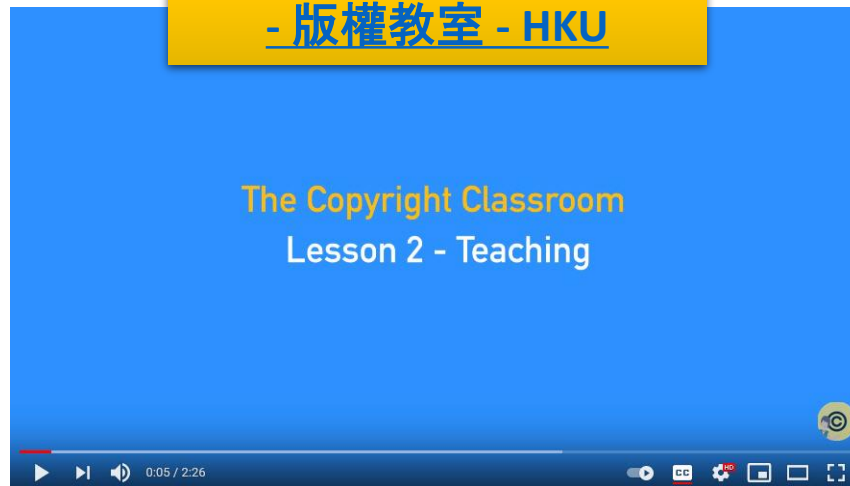 - 版權教室 - HKU
The Copyright Classroom
Lesson 2 - Teaching
©
0:05 / 2:26
CC
HD